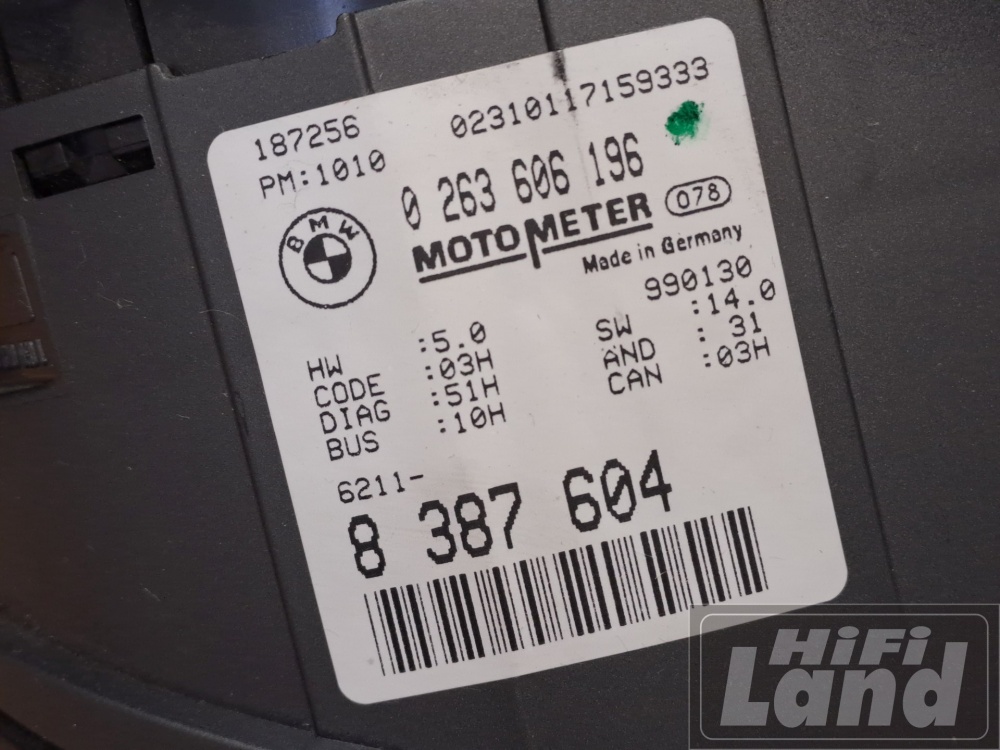 187256 02310117159333
PM:1010 0 263 606 196
BMW
MOTOMETER 078
Made in Germany
990130
HW :5.0 SW :14.0
CODE :03H AND : 31
DIAG :51H CAN :03H
BUS :10H
6211-
8 387 604
HiFi
Land